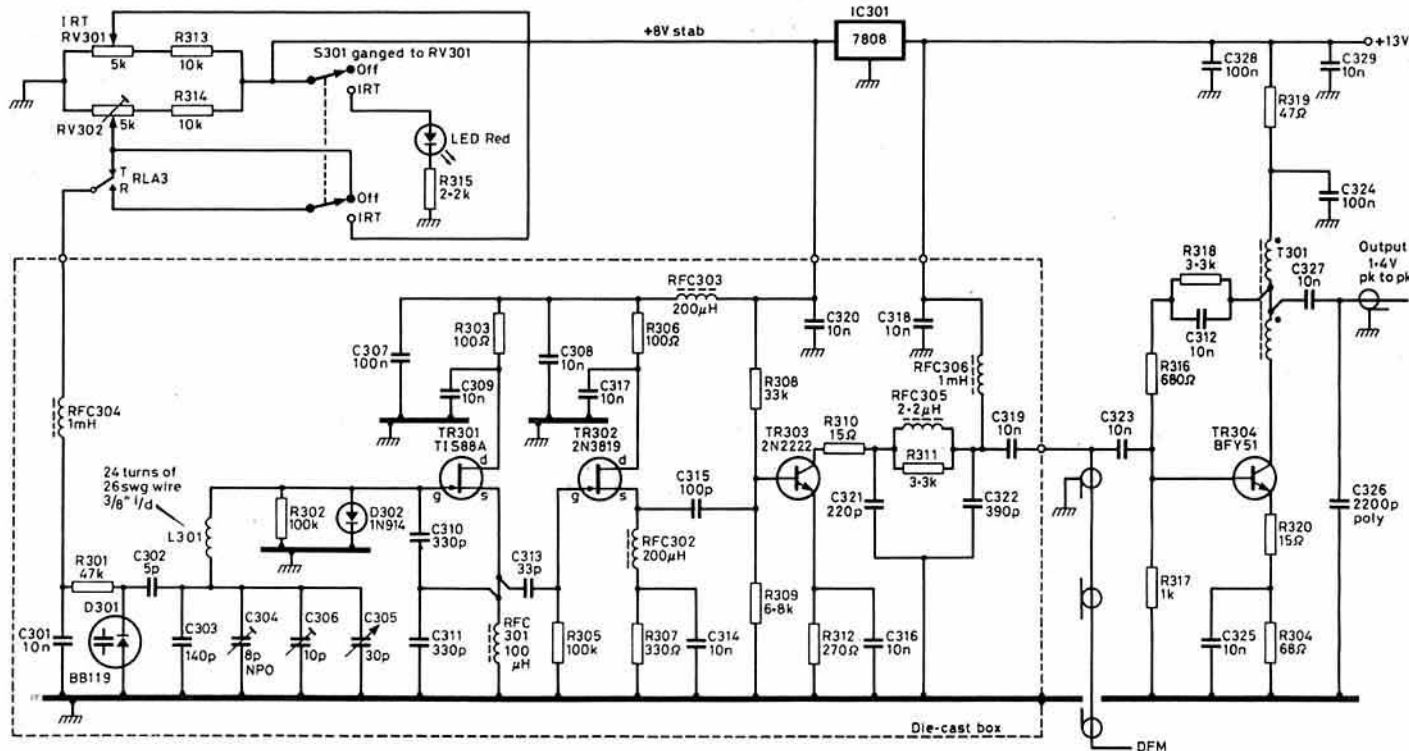 IRT
RV301
5k
R313
10k
R314
10k
RV302
5k
S301 ganged to RV301
Off
IRT
LED Red
R315
2·2k
T
R
RLA3
Off
IRT
+8V stab
IC301
7808
+13V
C328
100n
C329
10n
R319
47Ω
C324
100n
T301
Output
1·4V
pk to pk
R318
3·3k
C312
10n
C327
10n
R316
680Ω
RFC303
200µH
C307
100n
R303
100Ω
C309
10n
C308
10n
R306
100Ω
C317
10n
C320
10n
C318
10n
RFC306
1mH
R308
33k
RFC305
2·2µH
R310
15Ω
R311
3·3k
C319
10n
C323
10n
RFC304
1mH
TR301
TIS88A
d
g
s
TR302
2N3819
d
g
s
C315
100p
TR303
2N2222
TR304
BFY51
24 turns of
26swg wire
3/8" i/d
L301
R302
100k
D302
1N914
C310
330p
C313
33p
RFC302
200µH
C321
220p
C322
390p
C326
2200p
poly
R320
15Ω
R301
47k
C302
5p
D301
BB119
C301
10n
C303
140p
C304
8p
NPO
C306
10p
C305
30p
C311
330p
RFC
301
100
µH
R305
100k
R307
330Ω
C314
10n
R309
6·8k
R312
270Ω
C316
10n
R317
1k
C325
10n
R304
68Ω
Die-cast box
DFM